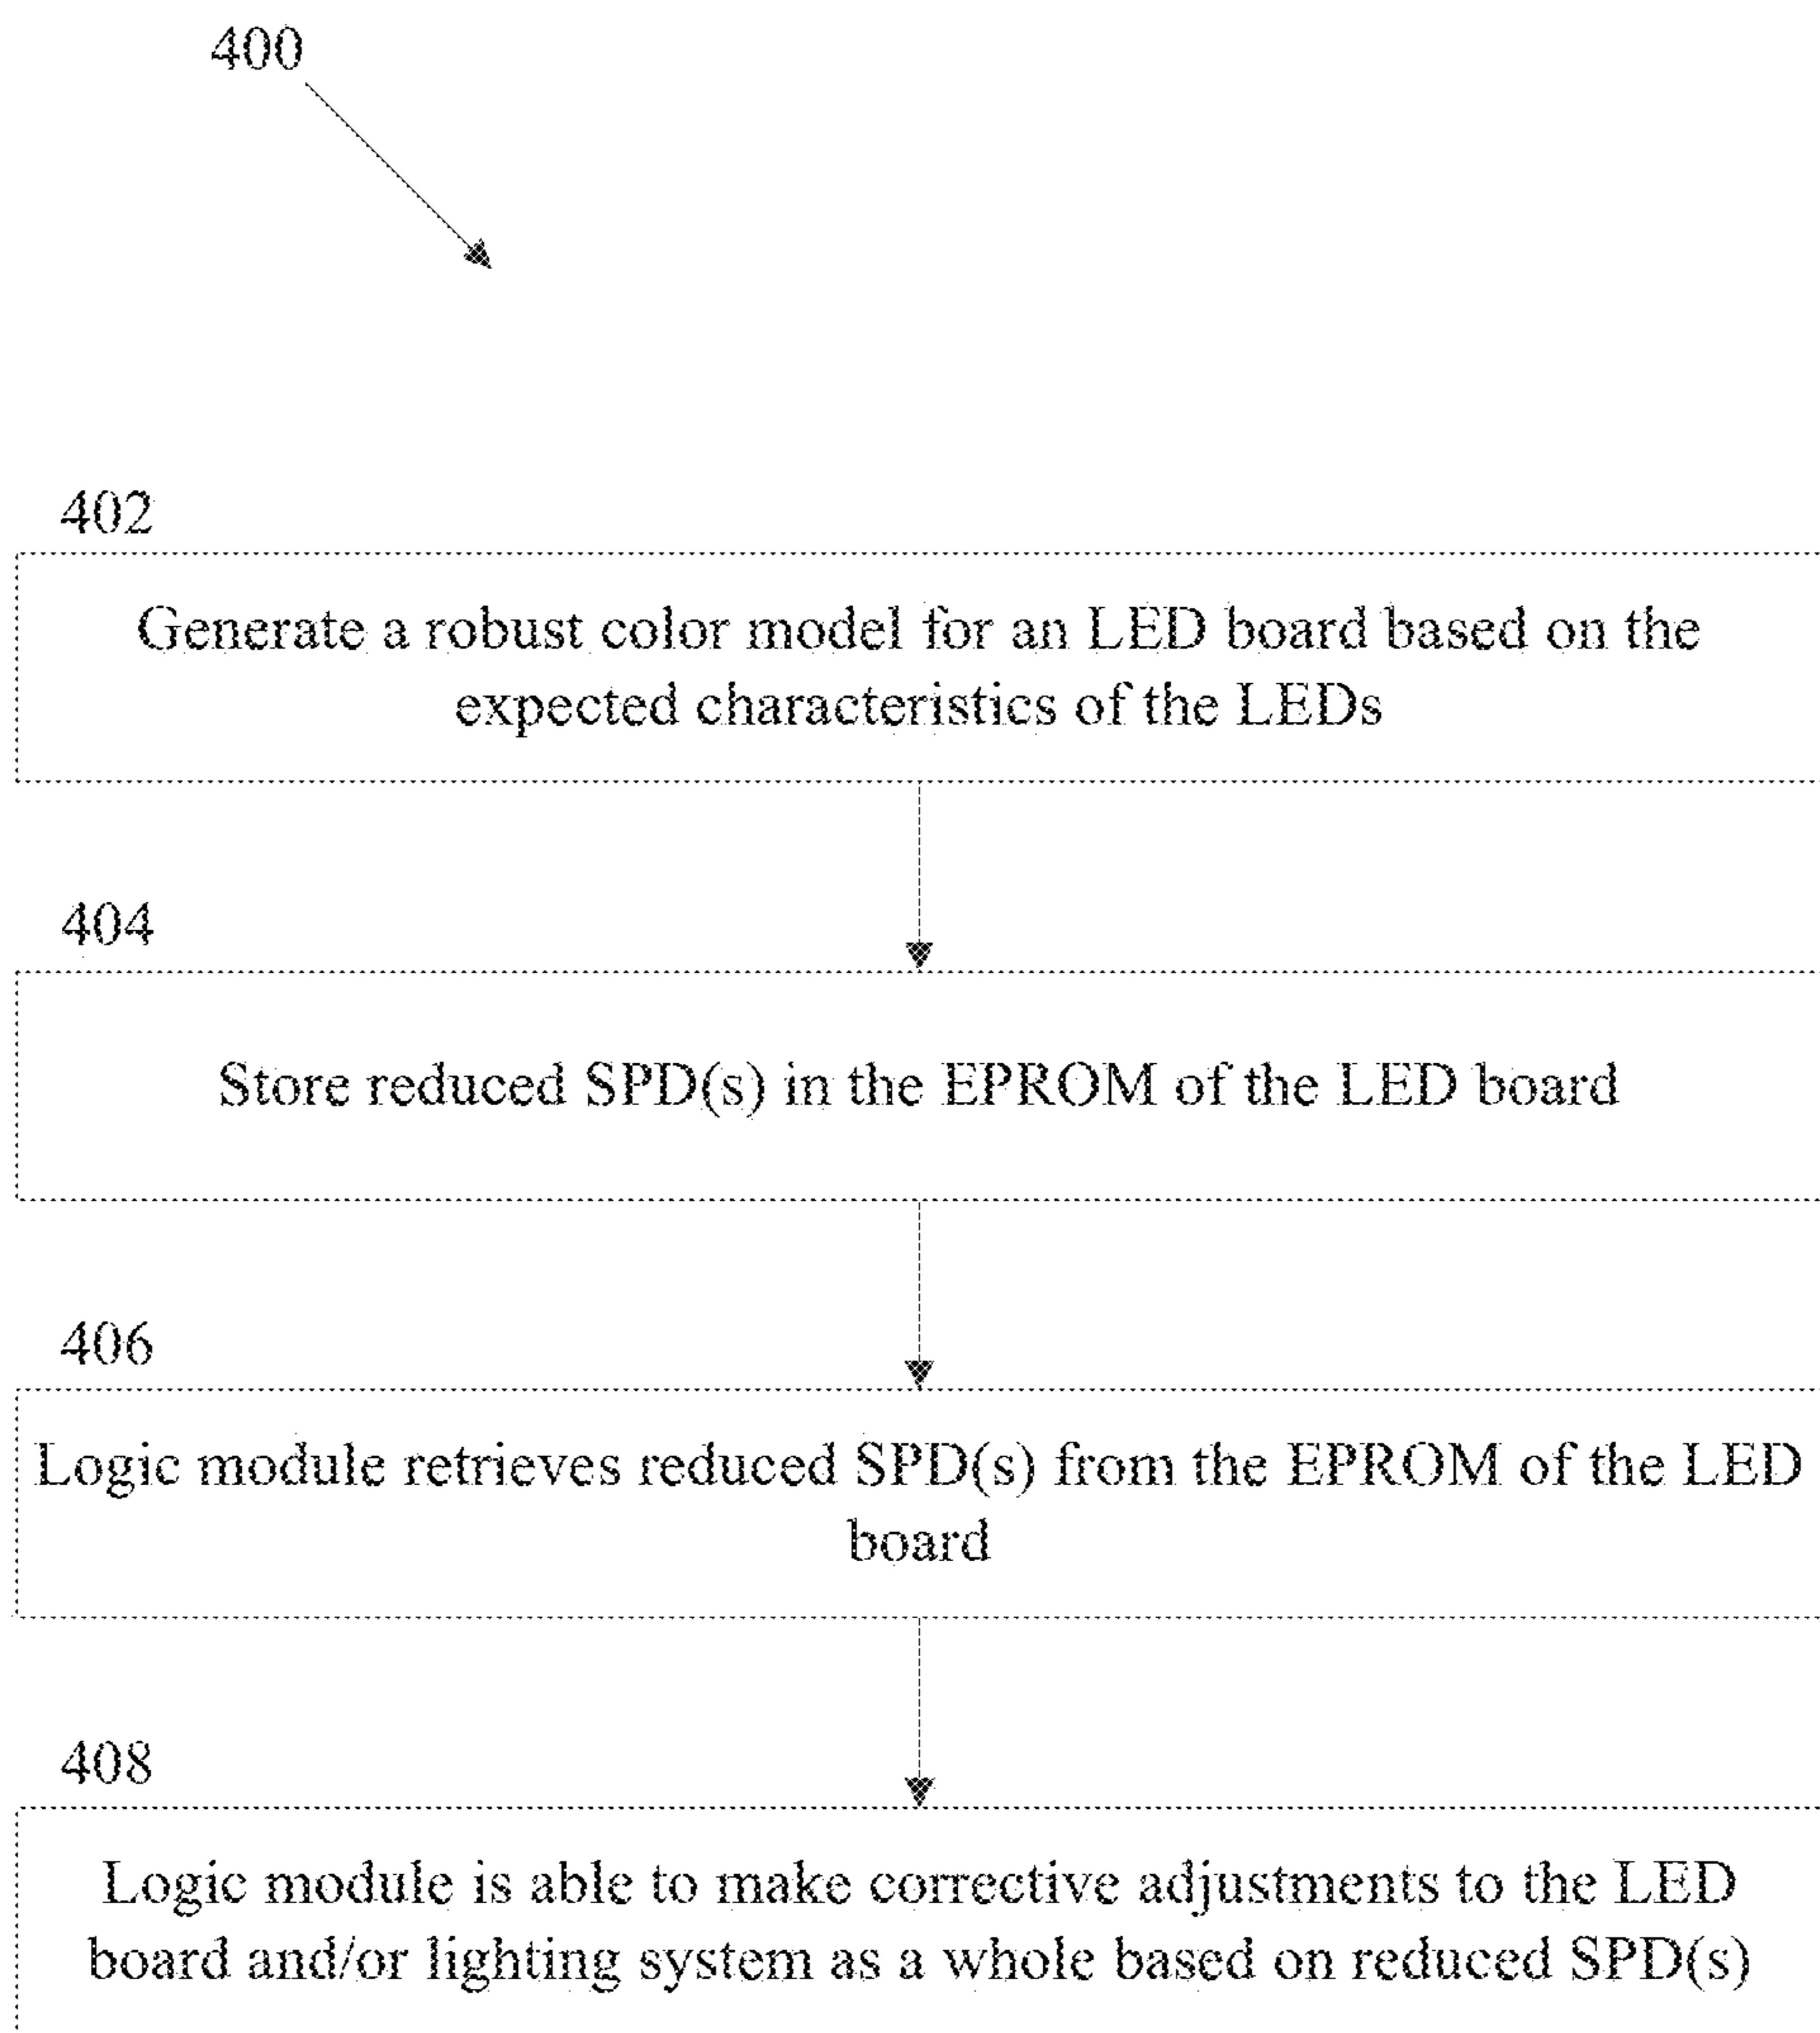 400
402
Generate a robust color model for an LED board based on the
expected characteristics of the LEDs
404
Store reduced SPD(s) in the EPROM of the LED board
406
Logic module retrieves reduced SPD(s) from the EPROM of the LED
board
408
Logic module is able to make corrective adjustments to the LED
board and/or lighting system as a whole based on reduced SPD(s)